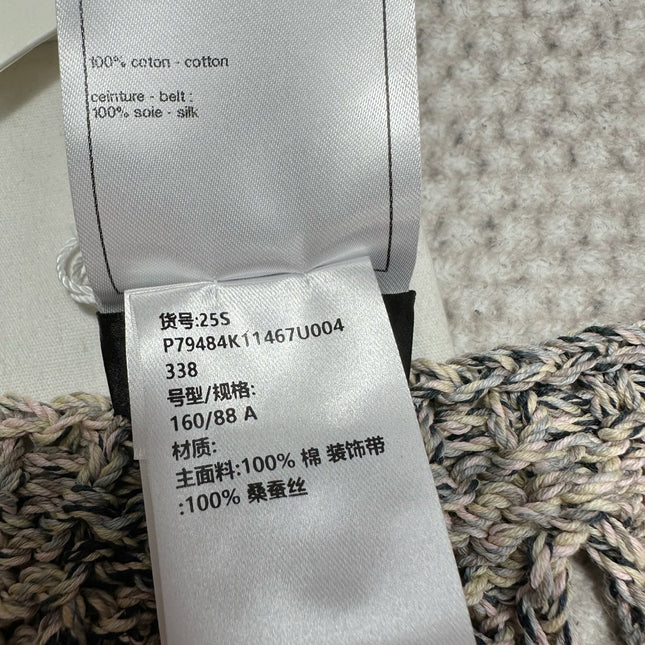 100% coton - cotton
ceinture - belt :
100% soie - silk
货号:25S
P79484K11467U004
338
号型/规格:
160/88 A
材质:
主面料:100% 棉 装饰带
:100% 桑蚕丝